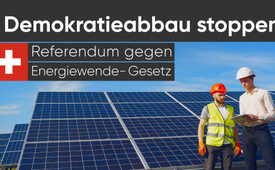 Demokratieabbau stoppen
Referendum gegen
Energiewende-Gesetz